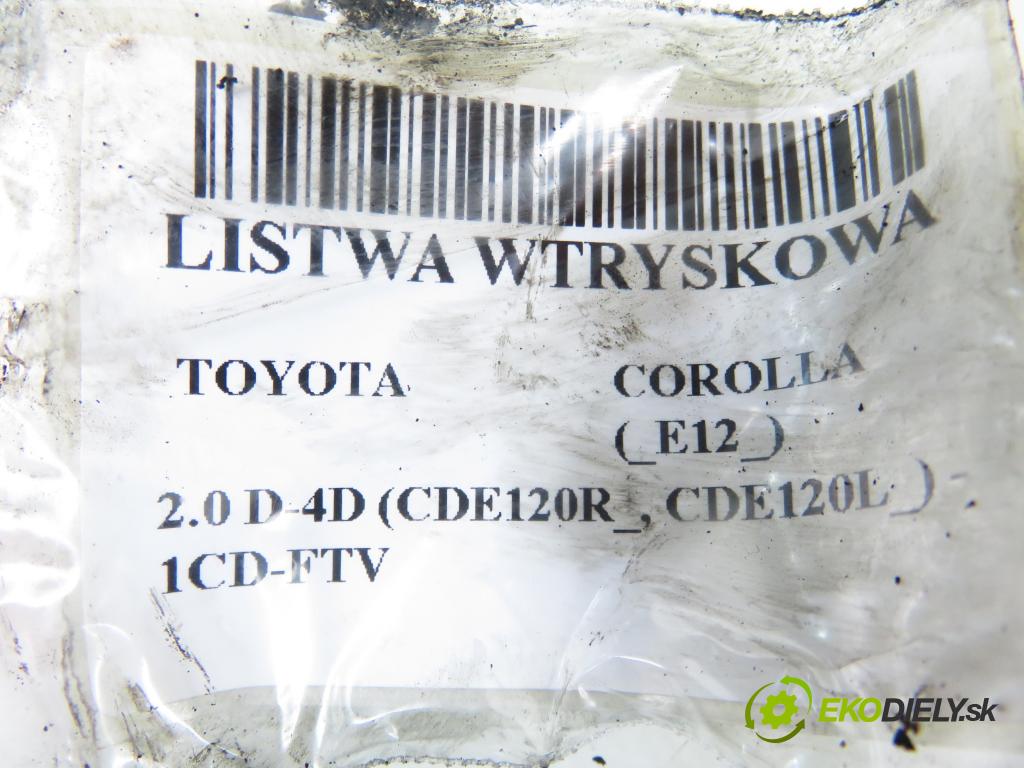 LISTWA WTRYSKOWA
TOYOTA COROLLA
(_E12_)
2.0 D-4D (CDE120R_, CDE120L_) -
1CD-FTV
EKODIELY.sk